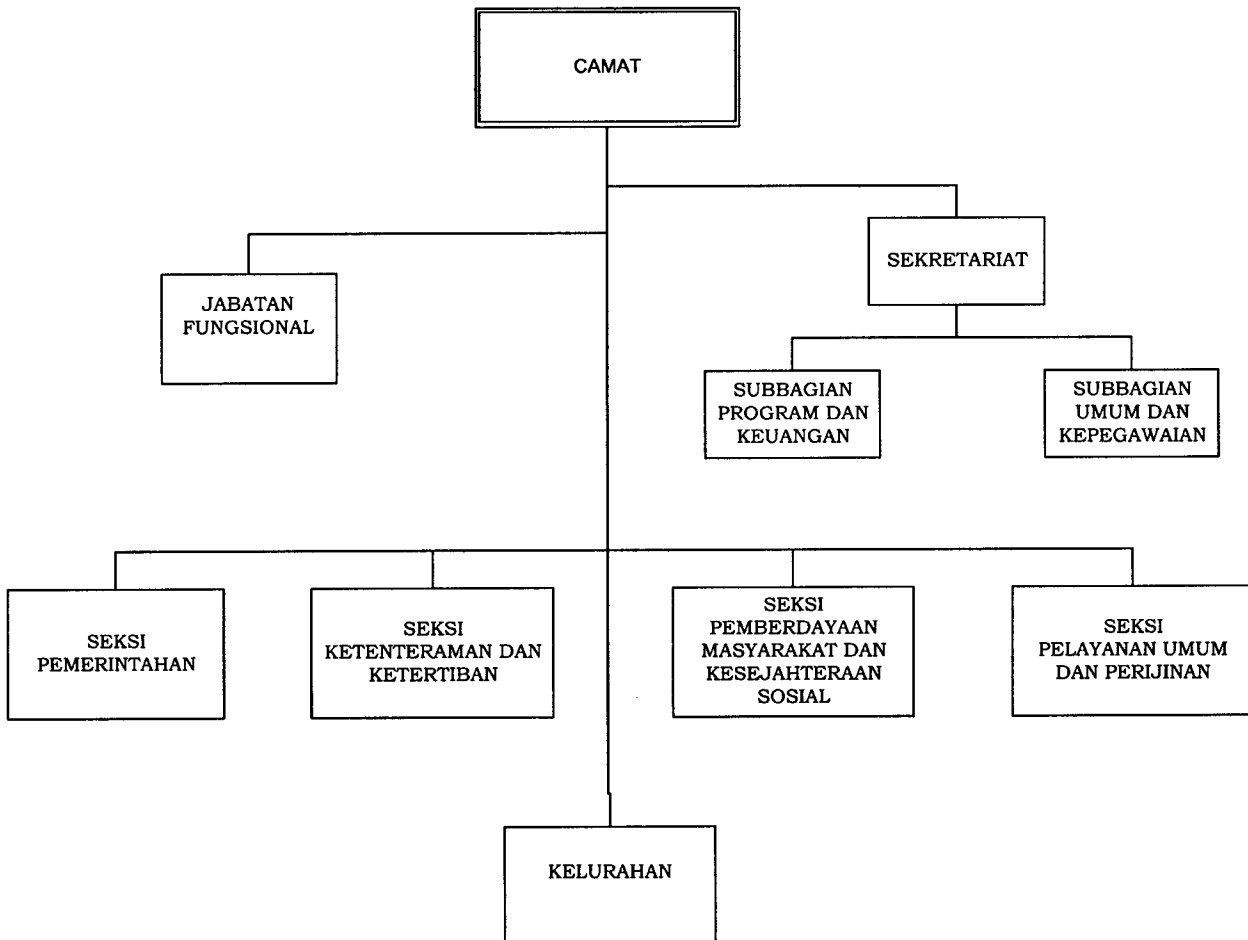 CAMAT
SEKRETARIAT
JABATAN
FUNGSIONAL
SUBBAGIAN
PROGRAM DAN
KEUANGAN
SUBBAGIAN
UMUM DAN
KEPEGAWAIAN
SEKSI
PEMERINTAHAN
SEKSI
KETENTERAMAN DAN
KETERTIBAN
SEKSI
PEMBERDAYAAN
MASYARAKAT DAN
KESEJAHTERAAN
SOSIAL
SEKSI
PELAYANAN UMUM
DAN PERIJINAN
KELURAHAN